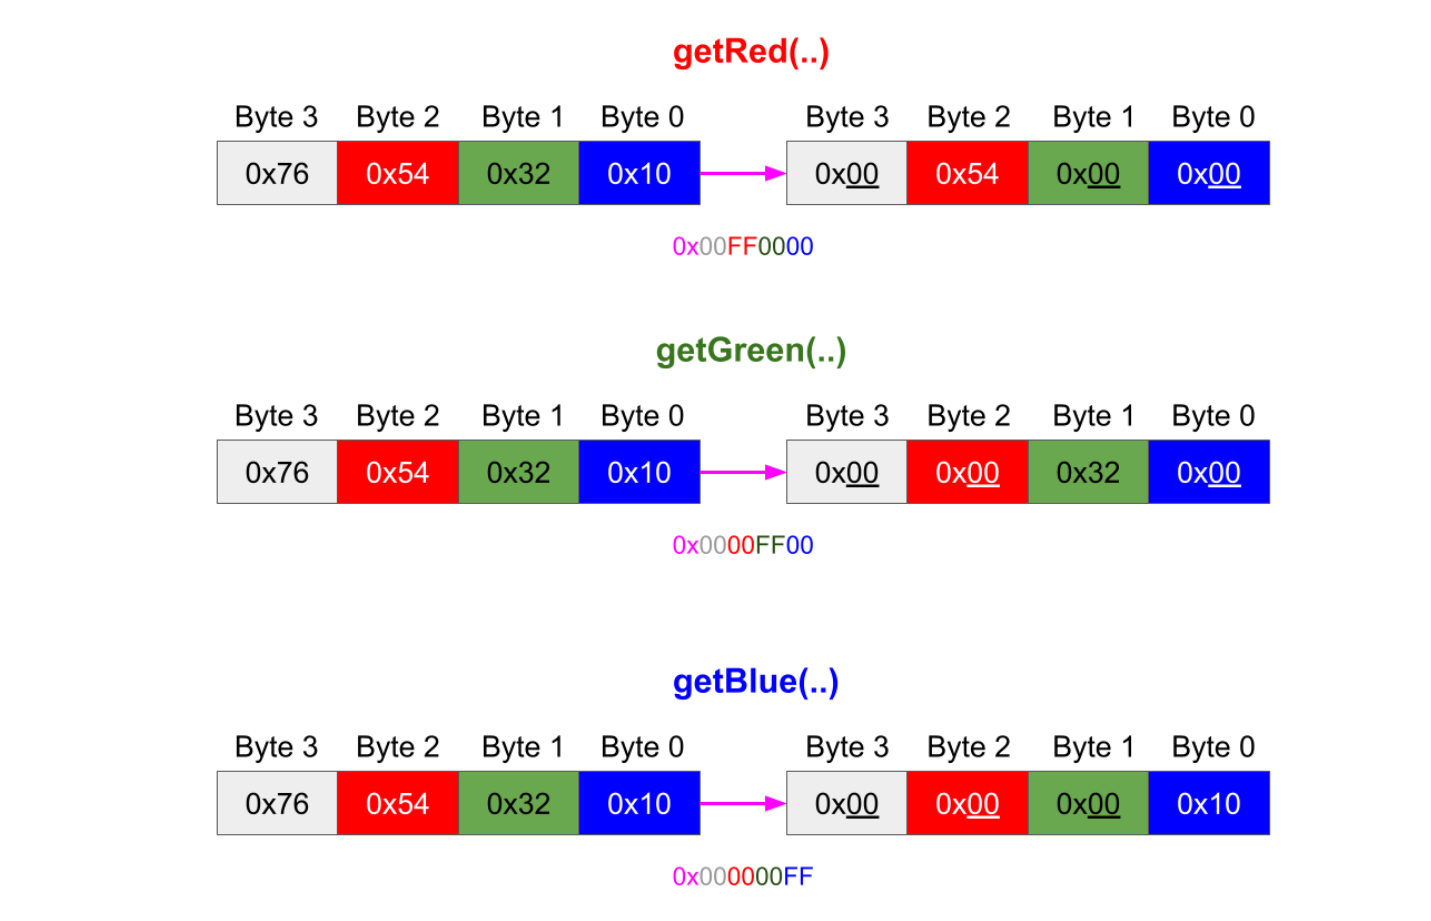 getRed(..)
Byte 3 Byte 2 Byte 1 Byte 0 Byte 3 Byte 2 Byte 1 Byte 0
0x76 0x54 0x32 0x10 0x00 0x54 0x00 0x00
0x00FF0000
getGreen(..)
Byte 3 Byte 2 Byte 1 Byte 0 Byte 3 Byte 2 Byte 1 Byte 0
0x76 0x54 0x32 0x10 0x00 0x00 0x32 0x00
0x0000FF00
getBlue(..)
Byte 3 Byte 2 Byte 1 Byte 0 Byte 3 Byte 2 Byte 1 Byte 0
0x76 0x54 0x32 0x10 0x00 0x00 0x00 0x10
0x000000FF